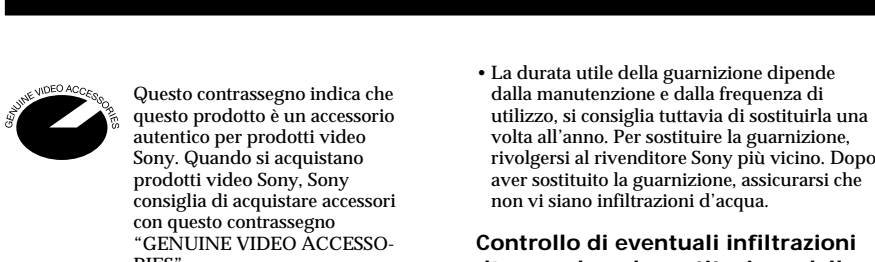 GENUINE VIDEO ACCESSORIES
Questo contrassegno indica che
questo prodotto è un accessorio
autentico per prodotti video
Sony. Quando si acquistano
prodotti video Sony, Sony
consiglia di acquistare accessori
con questo contrassegno
“GENUINE VIDEO ACCESSO-
RIES”
• La durata utile della guarnizione dipende
dalla manutenzione e dalla frequenza di
utilizzo, si consiglia tuttavia di sostituirla una
volta all’anno. Per sostituire la guarnizione,
rivolgersi al rivenditore Sony più vicino. Dopo
aver sostituito la guarnizione, assicurarsi che
non vi siano infiltrazioni d’acqua.
Controllo di eventuali infiltrazioni